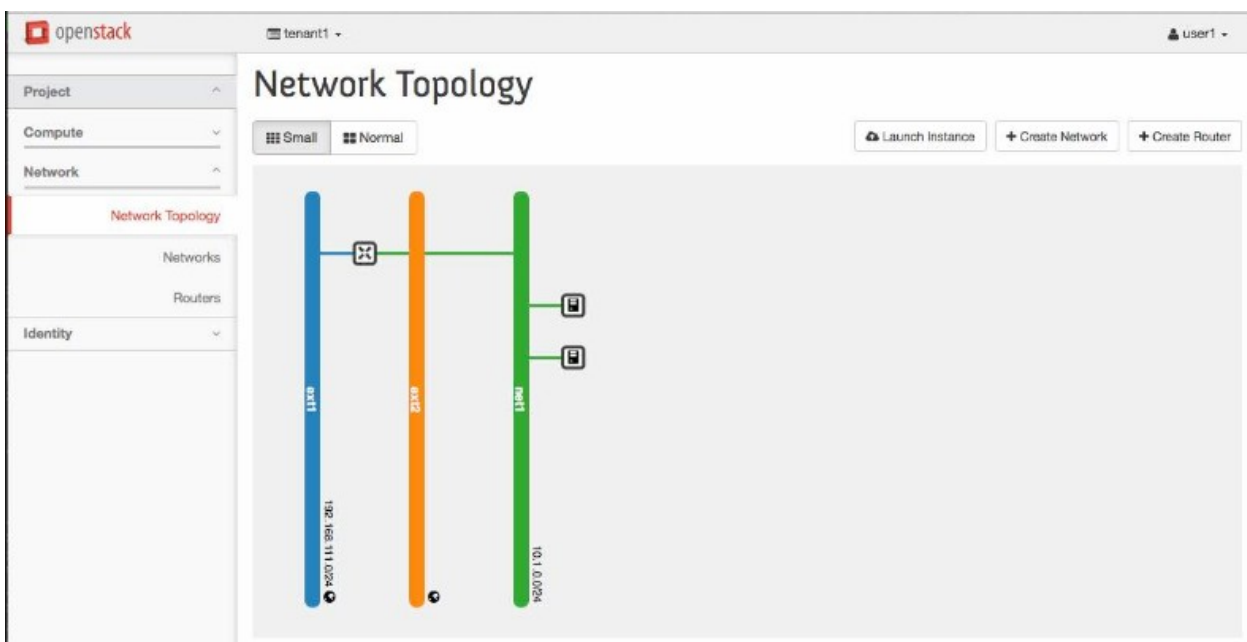 openstack
tenant1
user1
Project
Network Topology
Small
Normal
Launch Instance
+ Create Network
+ Create Router
Compute
Network
Network Topology
Networks
Routers
Identity
ext1
ext2
net1
192.168.111.0/24
10.1.0.0/24